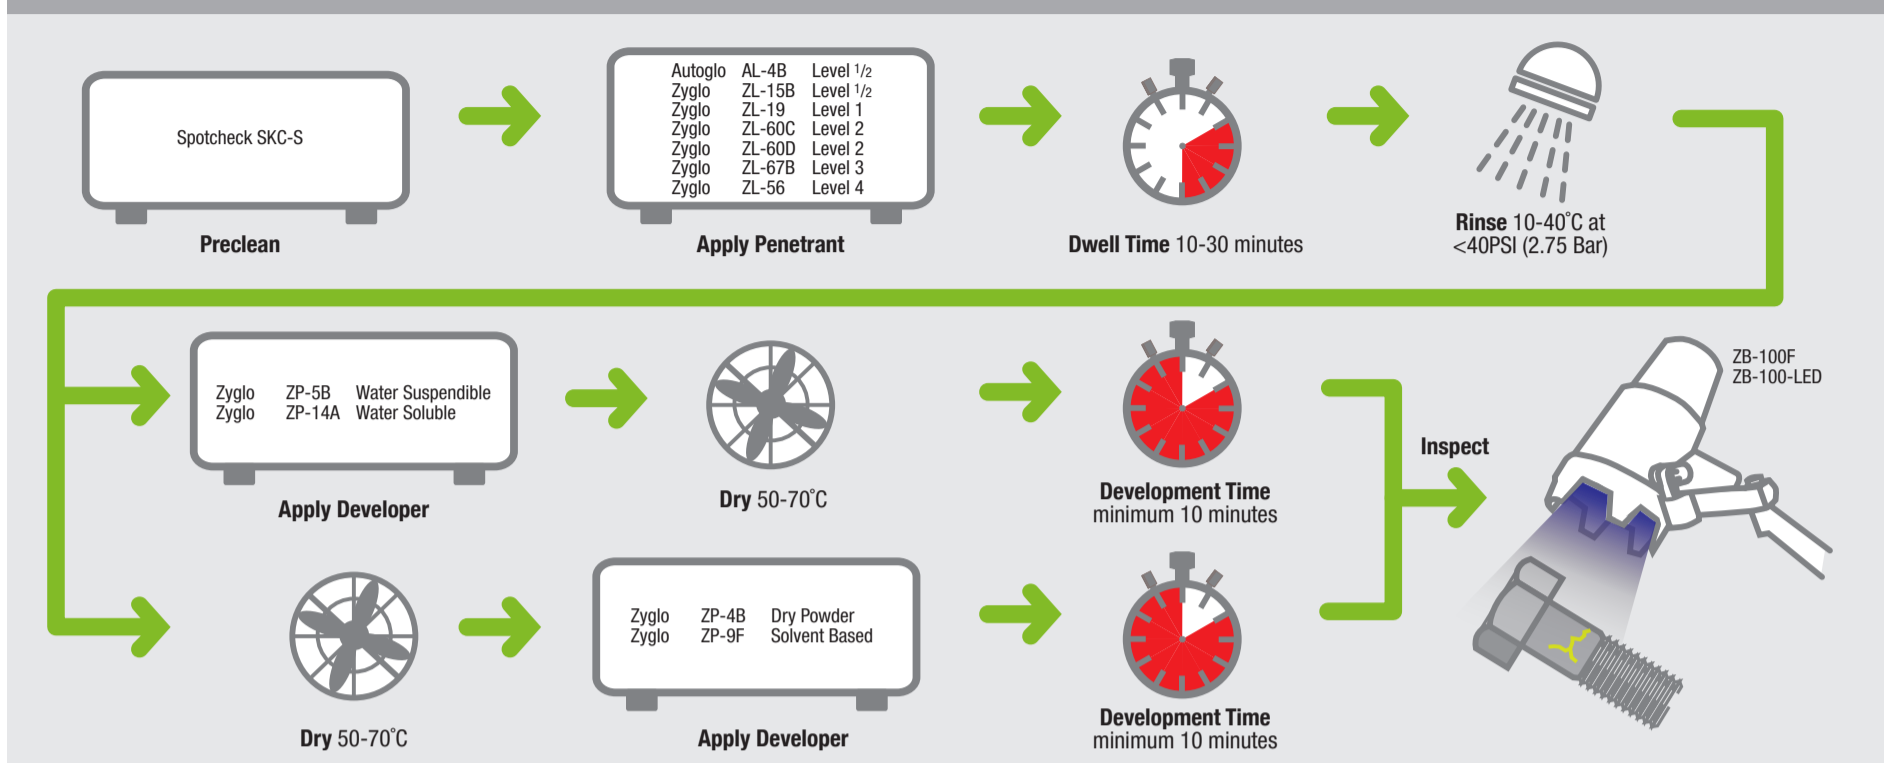 Spotcheck SKC-S
Preclean
Autoglo AL-4B Level 1/2
Zyglo ZL-15B Level 1/2
Zyglo ZL-19 Level 1
Zyglo ZL-60C Level 2
Zyglo ZL-60D Level 2
Zyglo ZL-67B Level 3
Zyglo ZL-56 Level 4
Apply Penetrant
Dwell Time 10-30 minutes
Rinse 10-40°C at
<40PSI (2.75 Bar)
Zyglo ZP-5B Water Suspendible
Zyglo ZP-14A Water Soluble
Apply Developer
Dry 50-70°C
Development Time
minimum 10 minutes
Dry 50-70°C
Zyglo ZP-4B Dry Powder
Zyglo ZP-9F Solvent Based
Apply Developer
Development Time
minimum 10 minutes
Inspect
ZB-100F
ZB-100-LED